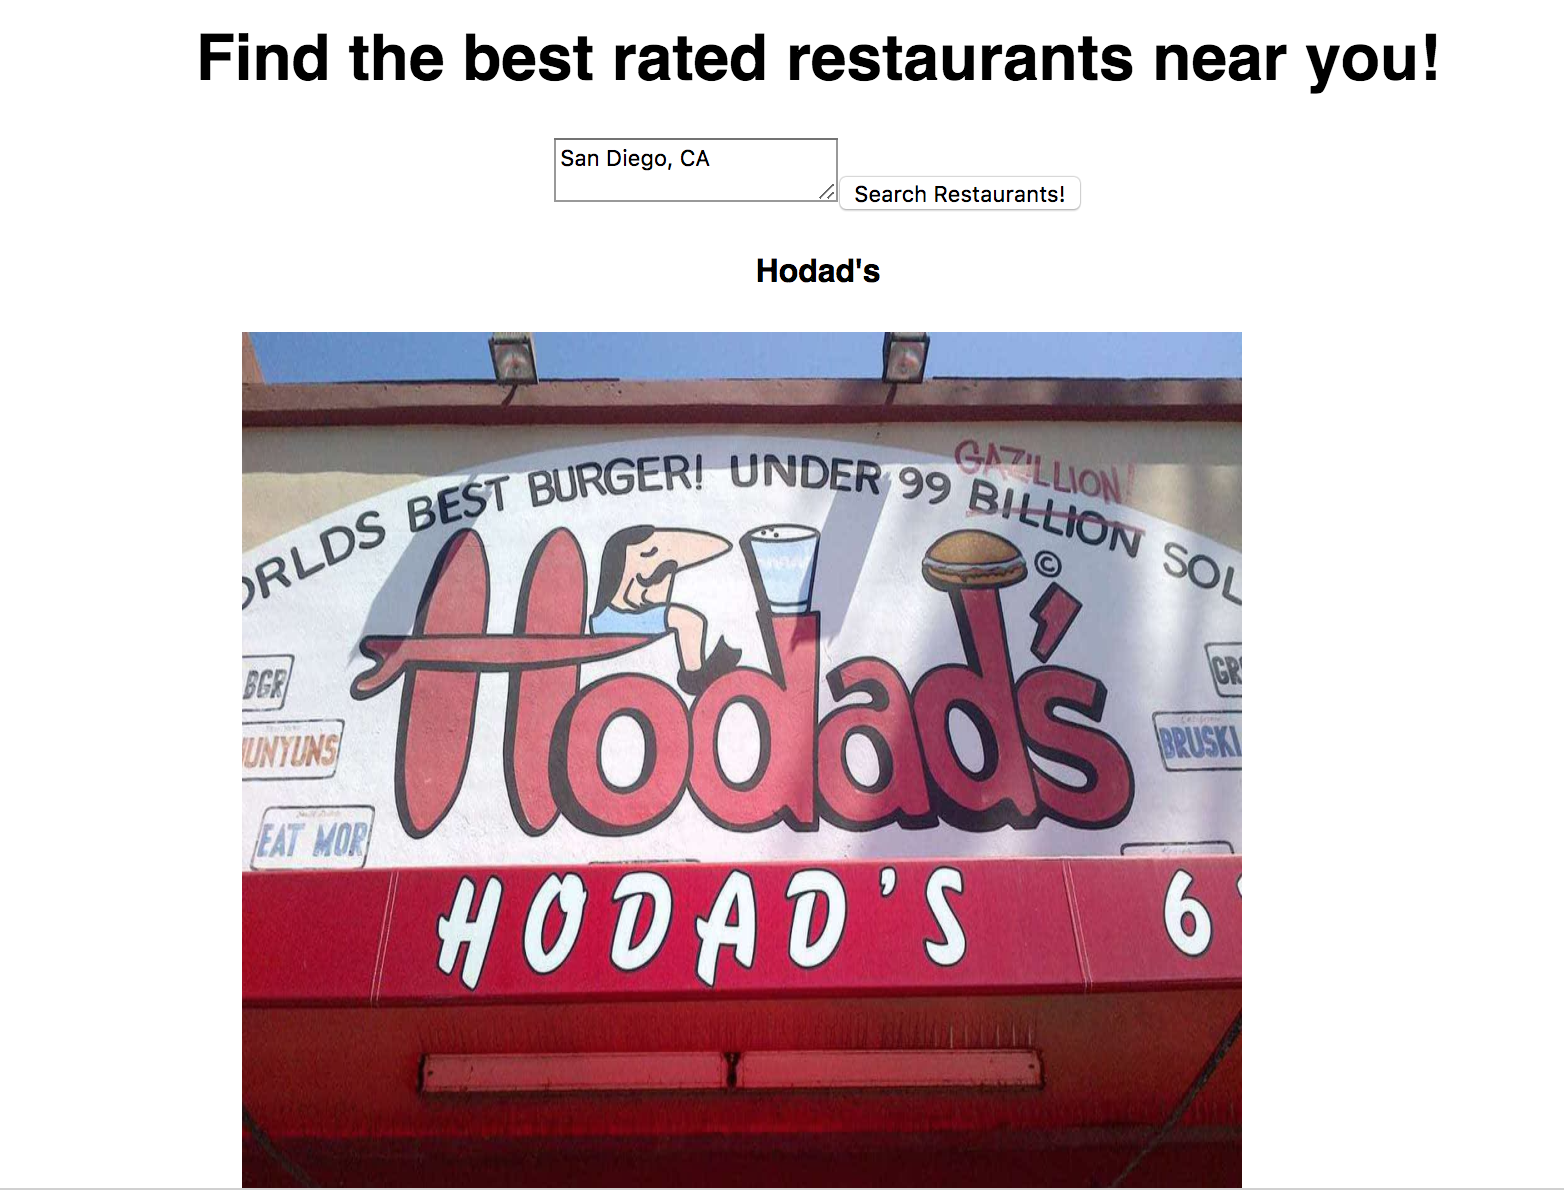 Find the best rated restaurants near you!
San Diego, CA
Search Restaurants!
Hodad's
GAZILLION!
ORLDS BEST BURGER! UNDER 99 BILLION SOL
Hodad's
©
BGR
GR
UNYUNS
BRUSKI
EAT MOR
HODAD'S 6